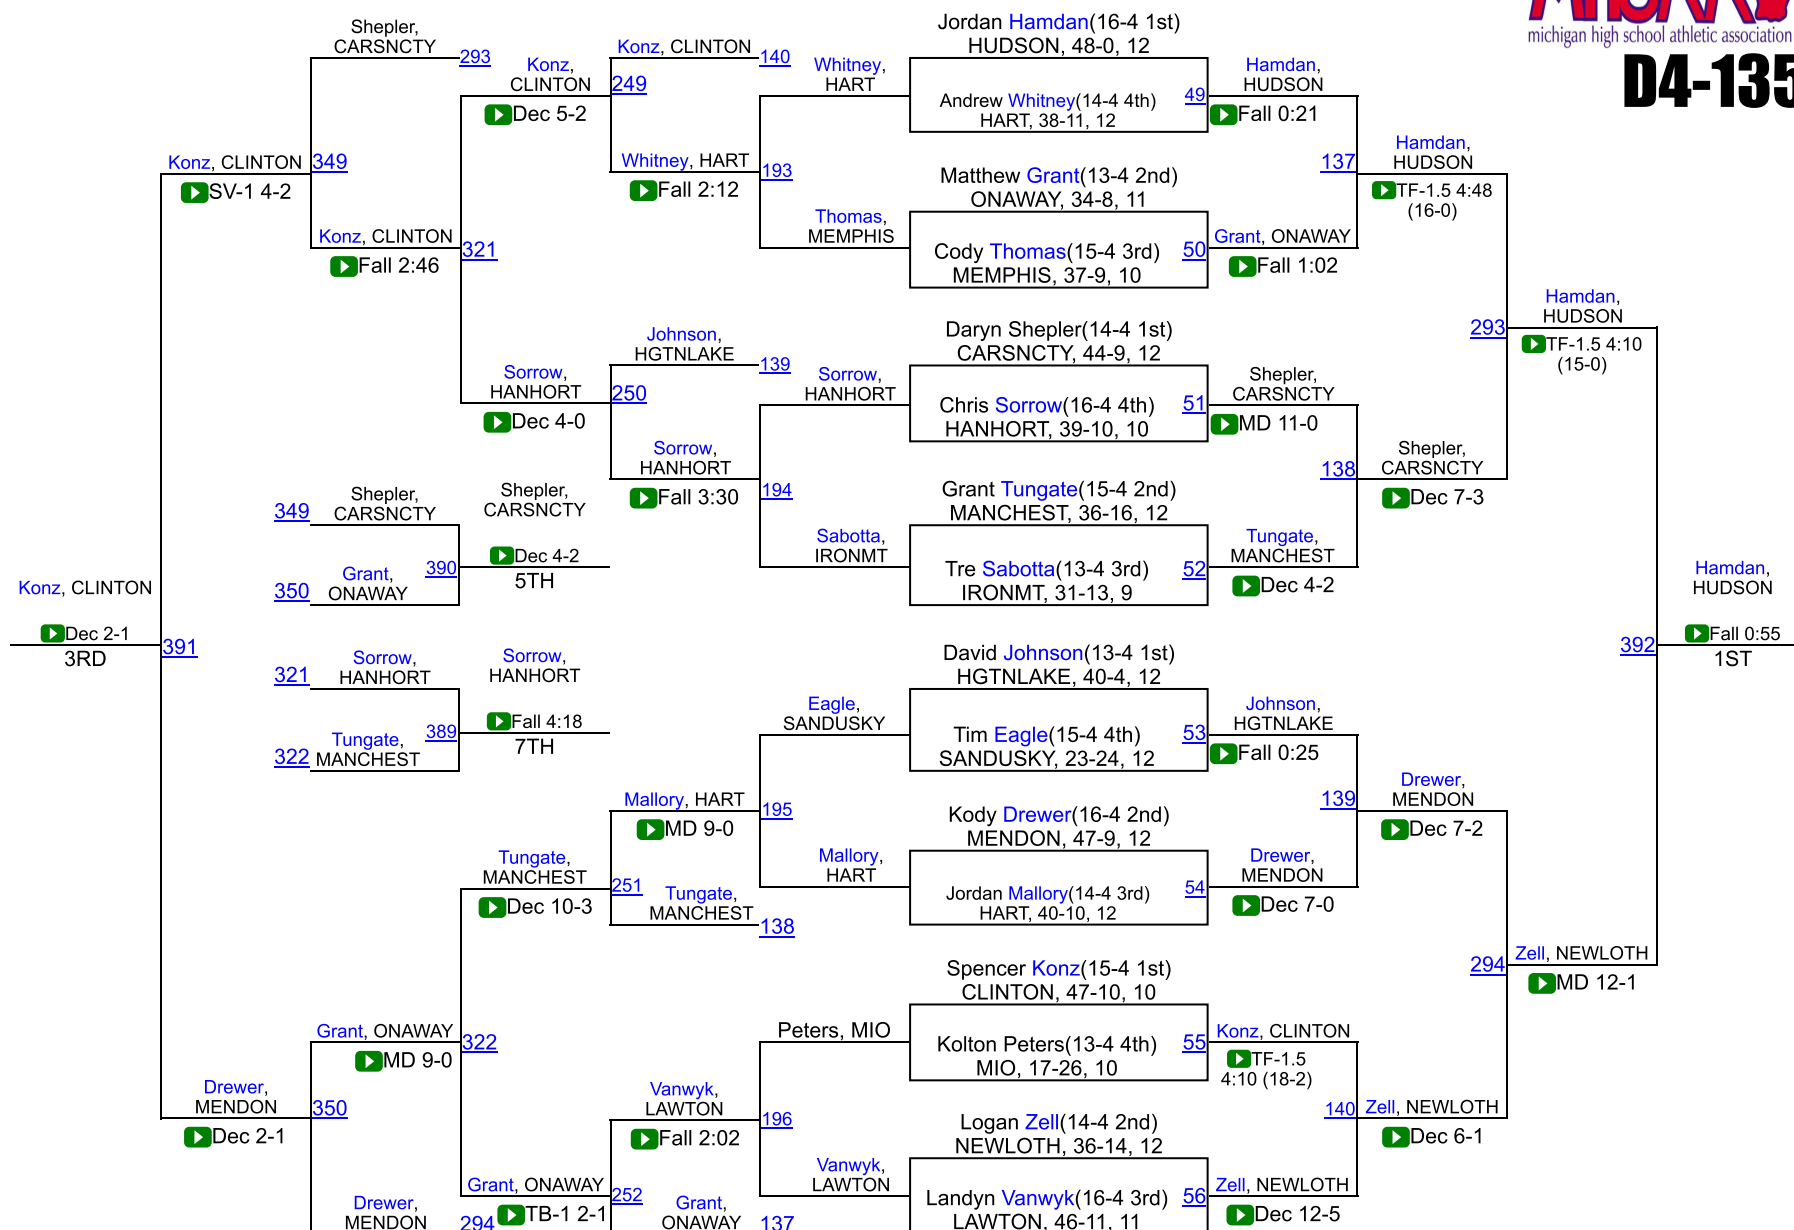 MHSAA
michigan high school athletic association
D4-135
Shepler,
CARSNCTY
293
Konz,
CLINTON
249
Dec 5-2
Konz, CLINTON
140
Whitney,
HART
Whitney, HART
193
Fall 2:12
Thomas,
MEMPHIS
Konz, CLINTON
349
SV-1 4-2
Konz, CLINTON
321
Fall 2:46
Jordan Hamdan(16-4 1st)
HUDSON, 48-0, 12
Andrew Whitney(14-4 4th)
HART, 38-11, 12
49
Hamdan,
HUDSON
Fall 0:21
Matthew Grant(13-4 2nd)
ONAWAY, 34-8, 11
Cody Thomas(15-4 3rd)
MEMPHIS, 37-9, 10
50
Grant, ONAWAY
Fall 1:02
137
Hamdan,
HUDSON
TF-1.5 4:48
(16-0)
293
Hamdan,
HUDSON
TF-1.5 4:10
(15-0)
Johnson,
HGTNLAKE
139
Sorrow,
HANHORT
250
Dec 4-0
Sorrow,
HANHORT
Sorrow,
HANHORT
194
Fall 3:30
Sabotta,
IRONMT
Daryn Shepler(14-4 1st)
CARSNCTY, 44-9, 12
Chris Sorrow(16-4 4th)
HANHORT, 39-10, 10
51
Shepler,
CARSNCTY
MD 11-0
Grant Tungate(15-4 2nd)
MANCHEST, 36-16, 12
Tre Sabotta(13-4 3rd)
IRONMT, 31-13, 9
52
Tungate,
MANCHEST
Dec 4-2
138
Shepler,
CARSNCTY
Dec 7-3
349
Shepler,
CARSNCTY
Shepler,
CARSNCTY
350
Grant,
ONAWAY
390
Dec 4-2
5TH
Konz, CLINTON
Dec 2-1
3RD
391
321
Sorrow,
HANHORT
Sorrow,
HANHORT
322
Tungate,
MANCHEST
389
Fall 4:18
7TH
392
Hamdan,
HUDSON
Fall 0:55
1ST
Eagle,
SANDUSKY
Mallory, HART
195
MD 9-0
Mallory,
HART
Tungate,
MANCHEST
251
Dec 10-3
Tungate,
MANCHEST
138
David Johnson(13-4 1st)
HGTNLAKE, 40-4, 12
Tim Eagle(15-4 4th)
SANDUSKY, 23-24, 12
53
Johnson,
HGTNLAKE
Fall 0:25
Kody Drewer(16-4 2nd)
MENDON, 47-9, 12
Jordan Mallory(14-4 3rd)
HART, 40-10, 12
54
Drewer,
MENDON
Dec 7-0
139
Drewer,
MENDON
Dec 7-2
294
Zell, NEWLOTH
MD 12-1
Grant, ONAWAY
322
MD 9-0
Drewer,
MENDON
350
Dec 2-1
Peters, MIO
Vanwyk,
LAWTON
196
Fall 2:02
Vanwyk,
LAWTON
Spencer Konz(15-4 1st)
CLINTON, 47-10, 10
Kolton Peters(13-4 4th)
MIO, 17-26, 10
55
Konz, CLINTON
TF-1.5
4:10 (18-2)
Logan Zell(14-4 2nd)
NEWLOTH, 36-14, 12
Landyn Vanwyk(16-4 3rd)
LAWTON, 46-11, 11
56
Zell, NEWLOTH
Dec 12-5
140
Zell, NEWLOTH
Dec 6-1
Drewer,
MENDON
294
Grant, ONAWAY
252
TB-1 2-1
Grant,
ONAWAY
137